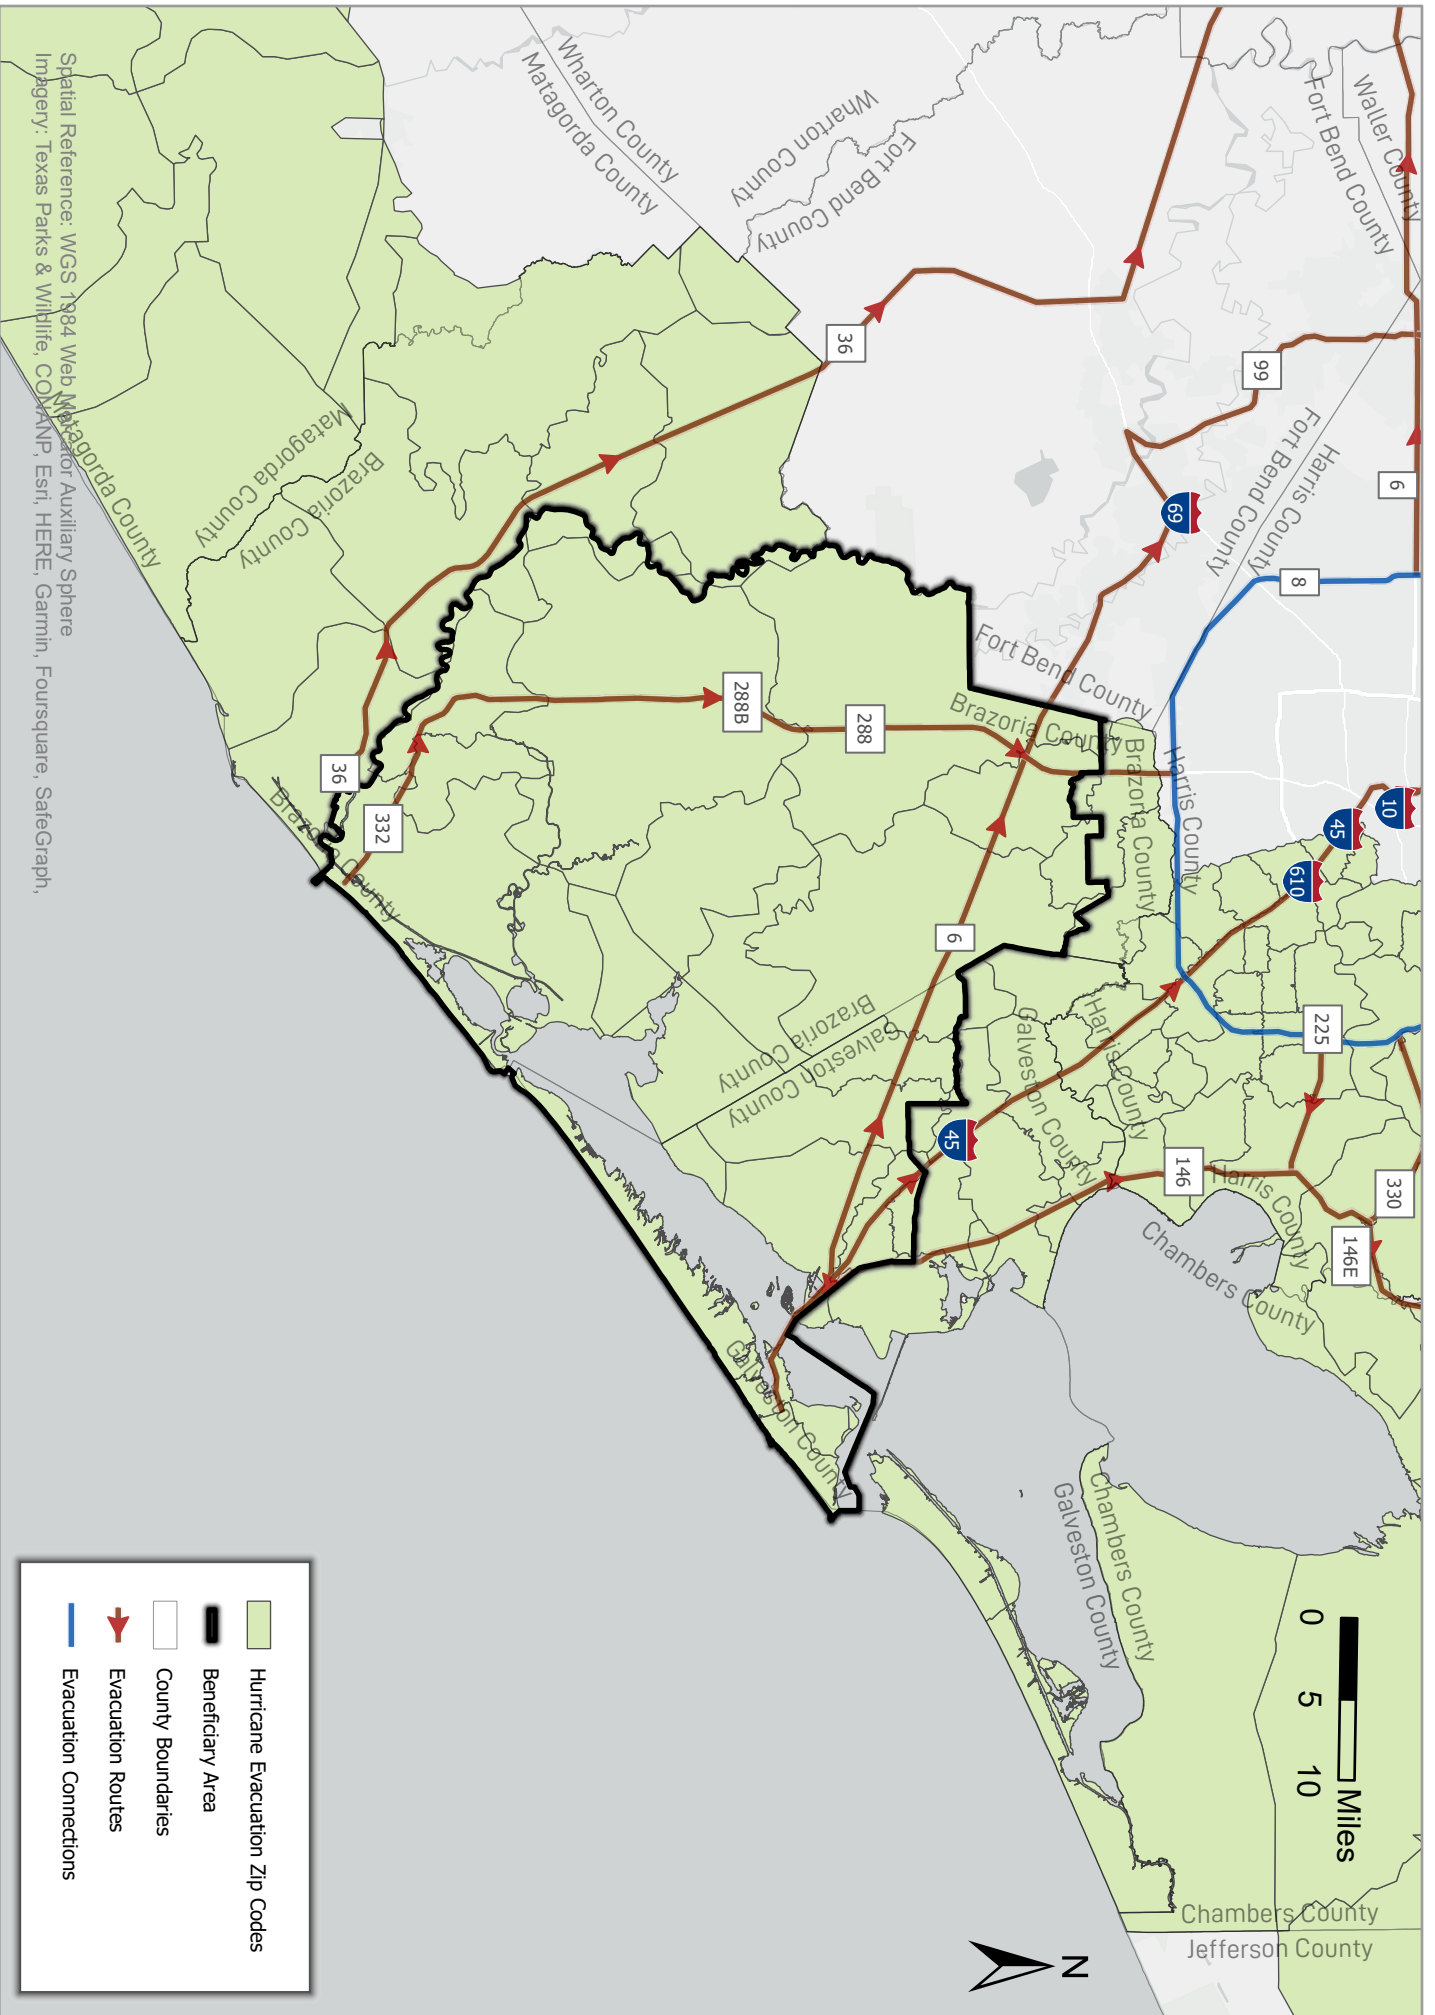 Waller County
Fort Bend County
Wharton County
Matagorda County
Wharton County
Fort Bend County
36
99
6
69
8
Harris County
Fort Bend County
Fort Bend County
Brazoria County
Harris County
Brazoria County
10
45
610
288B
288
6
225
330
146
146E
45
Harris County
Galveston County
Harris County
Chambers County
Brazoria County
Galveston County
Matagorda County
Brazoria County
Matagorda County
36
332
Brazoria County
Galveston County
Chambers County
Galveston County
Chambers County
Jefferson County
0 5 10
Miles
N
Hurricane Evacuation Zip Codes
Beneficiary Area
County Boundaries
Evacuation Routes
Evacuation Connections
Spatial Reference: WGS 1984 Web Mercator Auxiliary Sphere
Imagery: Texas Parks & Wildlife, CONANP, Esri, HERE, Garmin, Foursquare, SafeGraph,